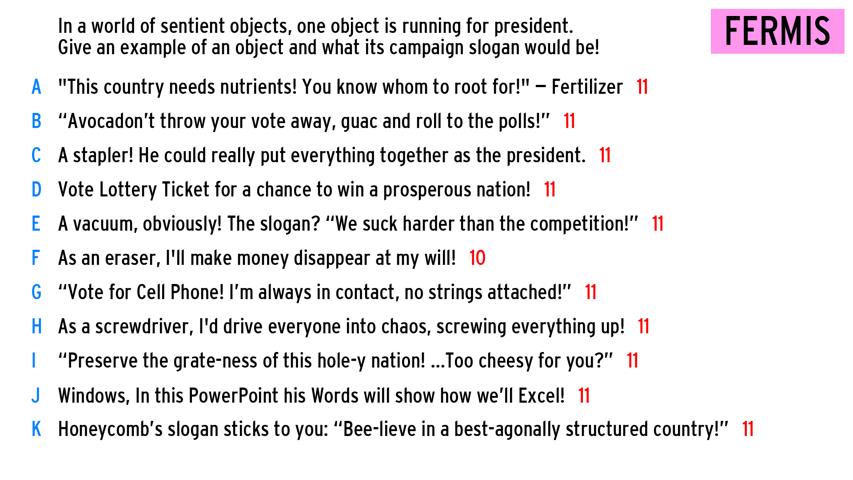 In a world of sentient objects, one object is running for president.
Give an example of an object and what its campaign slogan would be!
FERMIS
A "This country needs nutrients! You know whom to root for!" – Fertilizer 11
B “Avocadon’t throw your vote away, guac and roll to the polls!” 11
C A stapler! He could really put everything together as the president. 11
D Vote Lottery Ticket for a chance to win a prosperous nation! 11
E A vacuum, obviously! The slogan? “We suck harder than the competition!” 11
F As an eraser, I'll make money disappear at my will! 10
G “Vote for Cell Phone! I’m always in contact, no strings attached!” 11
H As a screwdriver, I'd drive everyone into chaos, screwing everything up! 11
I “Preserve the grate-ness of this hole-y nation! ...Too cheesy for you?” 11
J Windows, In this PowerPoint his Words will show how we’ll Excel! 11
K Honeycomb’s slogan sticks to you: “Bee-lieve in a best-agonally structured country!” 11